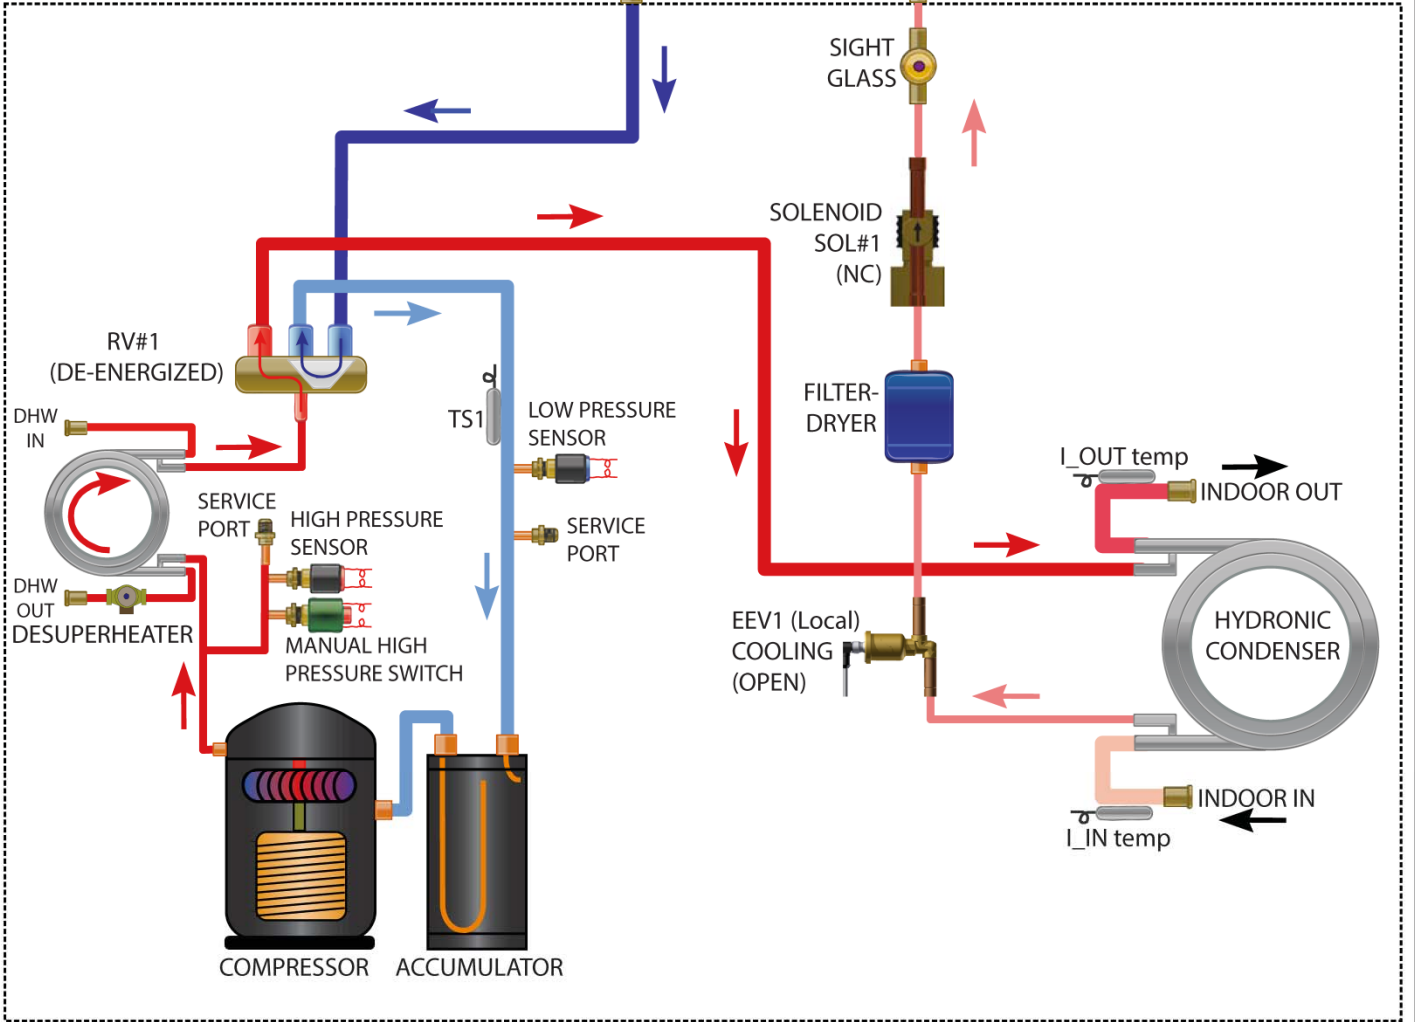 SIGHT
GLASS
SOLENOID
SOL#1
(NC)
RV#1
(DE-ENERGIZED)
FILTER-
DRYER
DHW
IN
TS1
LOW PRESSURE
SENSOR
I_OUT temp
INDOOR OUT
SERVICE
PORT
HIGH PRESSURE
SENSOR
SERVICE
PORT
DHW
OUT
DESUPERHEATER
MANUAL HIGH
PRESSURE SWITCH
EEV1 (Local)
COOLING
(OPEN)
HYDRONIC
CONDENSER
INDOOR IN
I_IN temp
COMPRESSOR
ACCUMULATOR